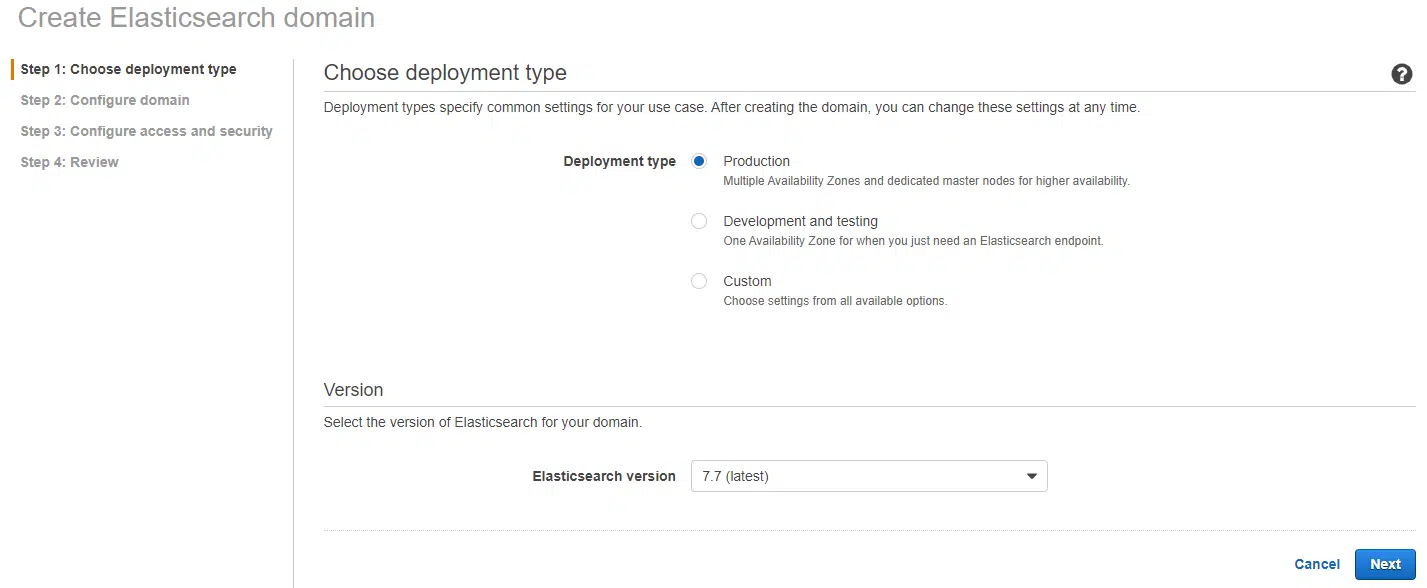 Create Elasticsearch domain
Step 1: Choose deployment type
Step 2: Configure domain
Step 3: Configure access and security
Step 4: Review
Choose deployment type
?
Deployment types specify common settings for your use case. After creating the domain, you can change these settings at any time.
Deployment type
Production
Multiple Availability Zones and dedicated master nodes for higher availability.
Development and testing
One Availability Zone for when you just need an Elasticsearch endpoint.
Custom
Choose settings from all available options.
Version
Select the version of Elasticsearch for your domain.
Elasticsearch version 7.7 (latest)
Cancel Next